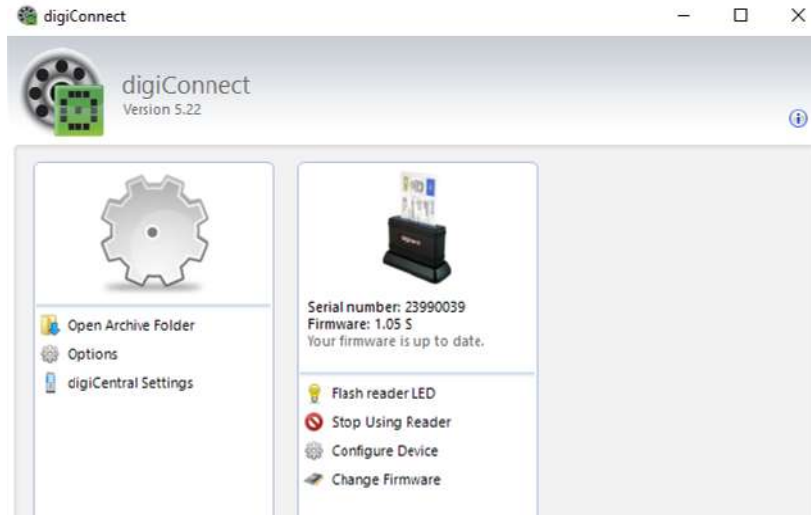 digiConnect
digiConnect
Version 5.22
Open Archive Folder
Options
digiCentral Settings
Serial number: 23990039
Firmware: 1.05 S
Your firmware is up to date.
Flash reader LED
Stop Using Reader
Configure Device
Change Firmware